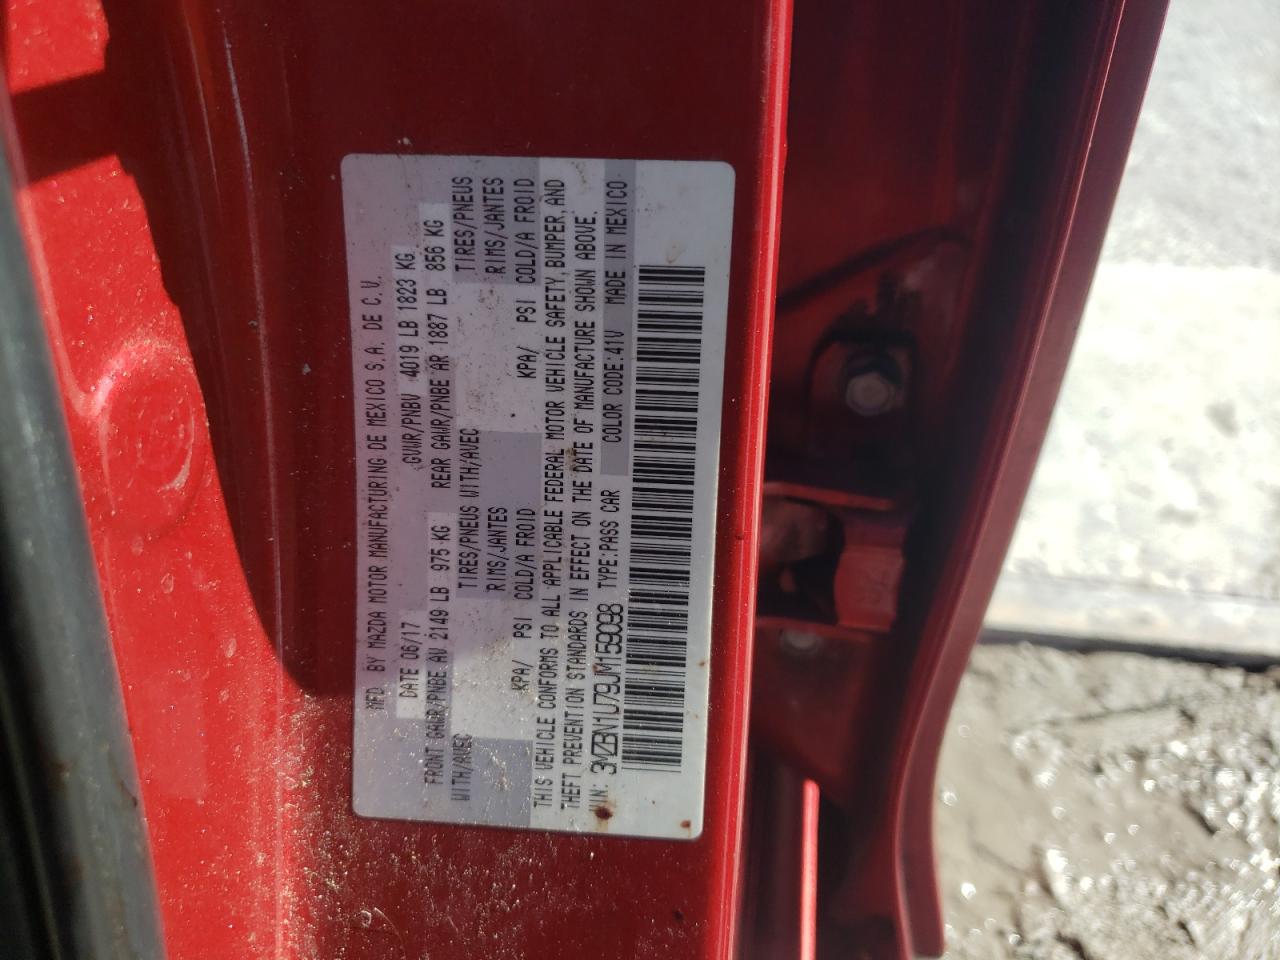 MFD BY MAZDA MOTOR MANUFACTURING DE MEXICO S.A. DE C.V.
DATE 06/17 GVWR/PNBV 4019 LB 1823 KG
FRONT GAWR/PNBE AV 2149 LB 975 KG REAR GAWR/PNBE AR 1887 LB 856 KG
WITH/AVEC TIRES/PNEUS WITH/AVEC TIRES/PNEUS
RIMS/JANTES RIMS/JANTES
KPA/ PSI COLD/A FROID KPA/ PSI COLD/A FROID
THIS VEHICLE CONFORMS TO ALL APPLICABLE FEDERAL MOTOR VEHICLE SAFETY, BUMPER, AND
THEFT PREVENTION STANDARDS IN EFFECT ON THE DATE OF MANUFACTURE SHOWN ABOVE.
VIN: 3MZBN1U79JM159098 TYPE:PASS CAR COLOR CODE:41V MADE IN MEXICO